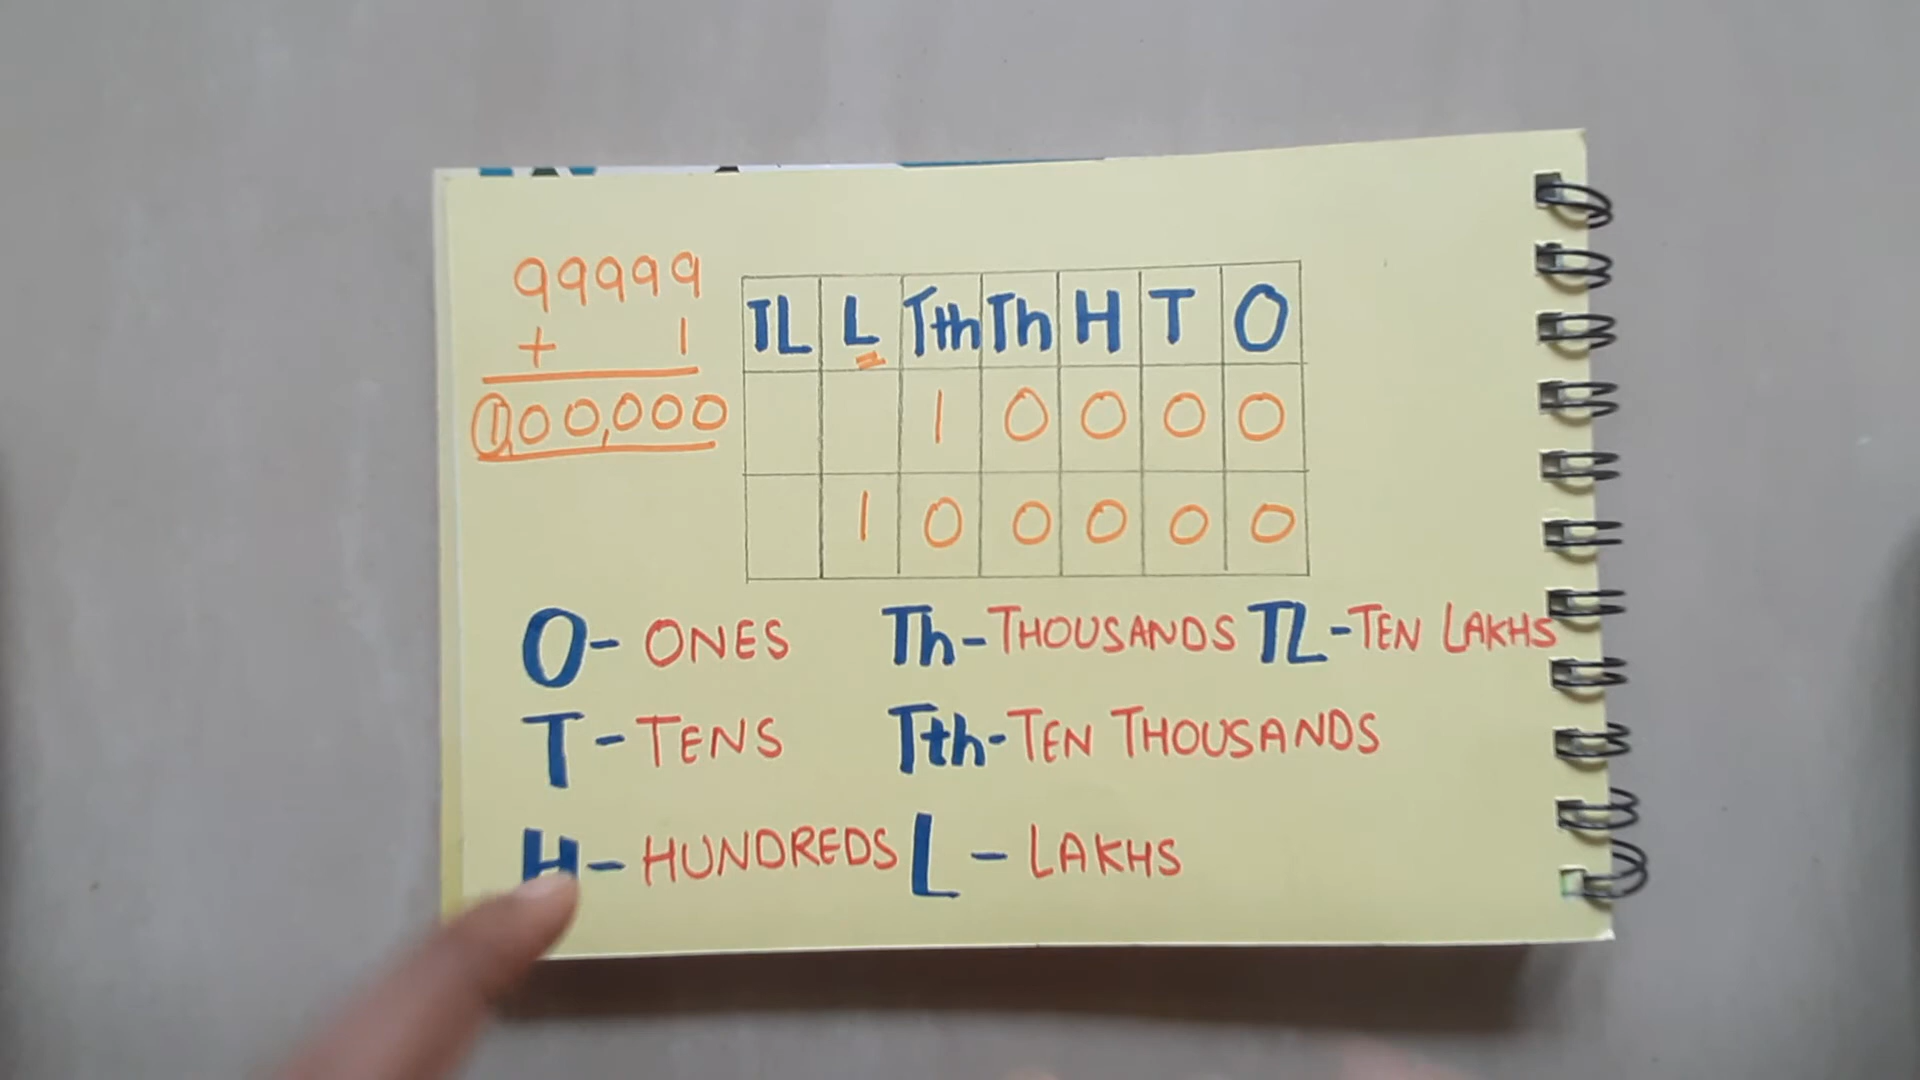 99999
+ 1
1,00,000
TL L Tth Th H T O
1 0 0 0 0
1 0 0 0 0 0
O- ONES
T- TENS
H- HUNDREDS
Th- THOUSANDS
Tth- TEN THOUSANDS
L - LAKHS
TL -TEN LAKHS